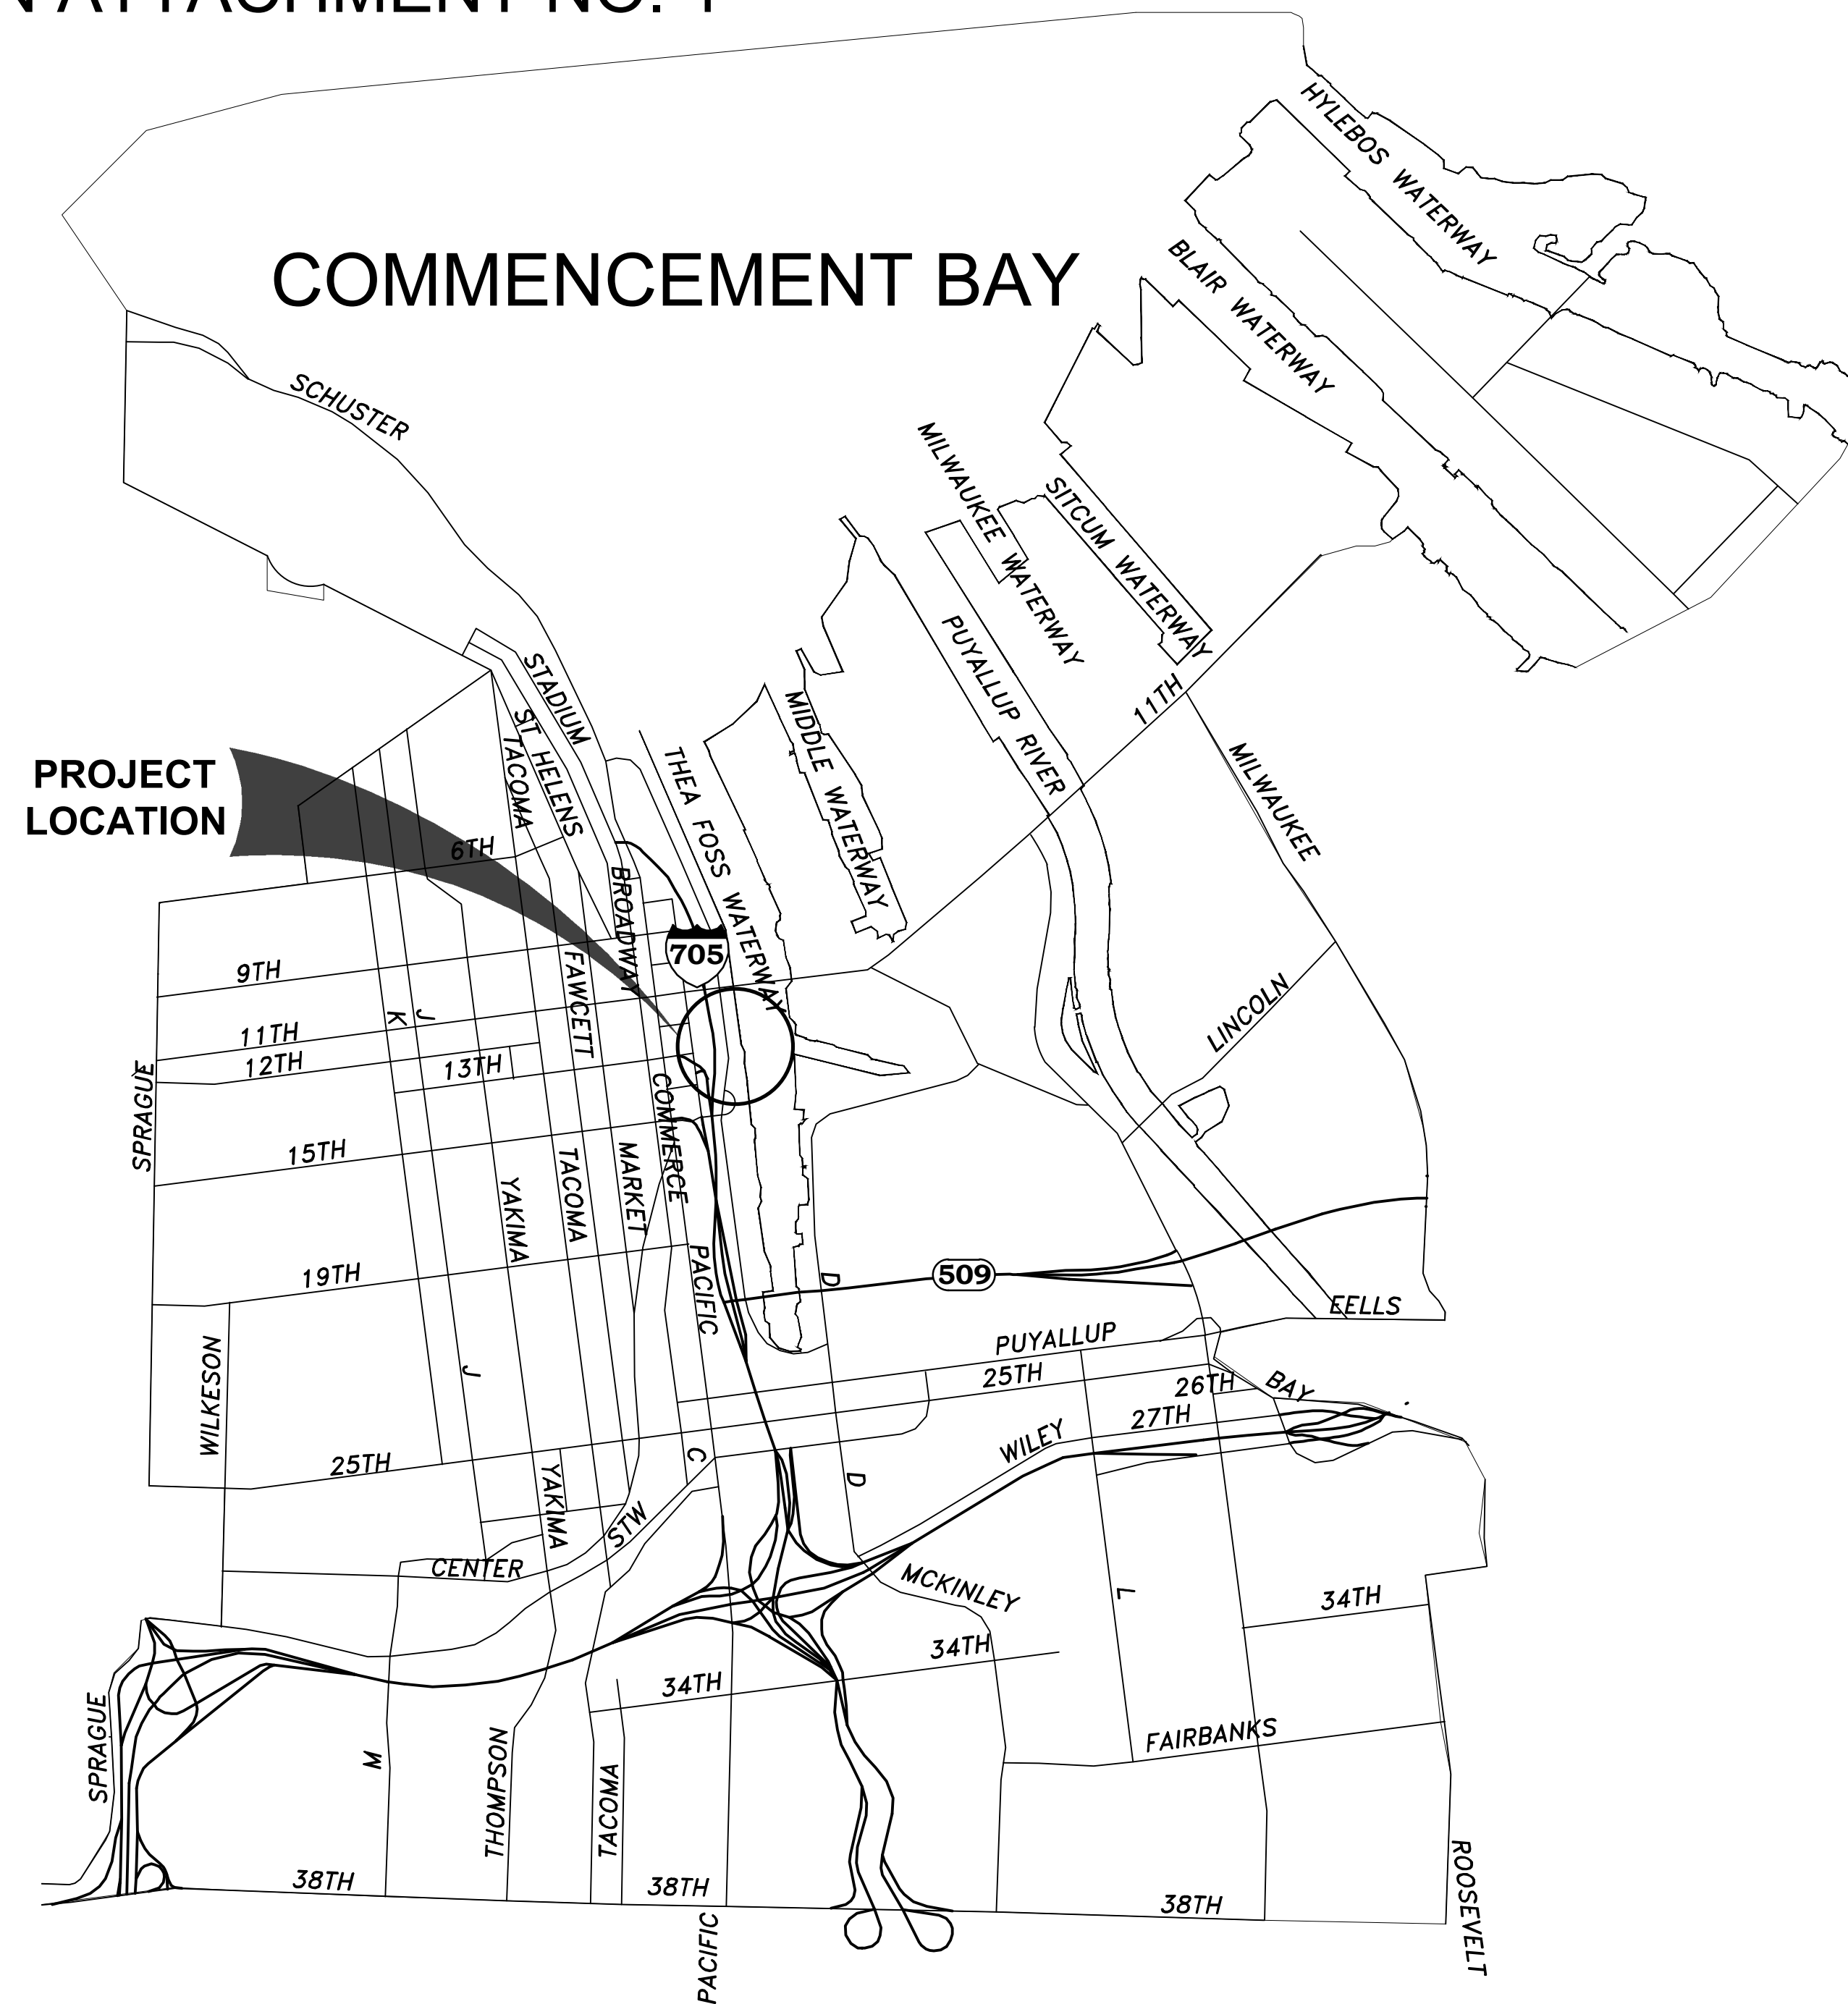 N ATTACHMENT NO. 1
HYLEBOS WATERWAY
COMMENCEMENT BAY
BLAIR WATERWAY
SCHUSTER
MILWAUKEE WATERWAY
SITCUM WATERWAY
PUYALLUP RIVER
STADIUM
11TH
ST HELENS
TACOMA
MIDDLE WATERWAY
THEA FOSS WATERWAY
MILWAUKEE
PROJECT
LOCATION
6TH
BROADWAY
705
9TH
FAWCETT
LINCOLN
K
J
11TH
12TH
13TH
SPRAGUE
COMMERCE
A
15TH
MARKET
TACOMA
YAKIMA
PACIFIC
19TH
D
509
EELLS
PUYALLUP
WILKESON
J
25TH
26TH
BAY
27TH
WILEY
C
25TH
D
YAKIMA
STW
CENTER
MCKINLEY
L
34TH
34TH
34TH
SPRAGUE
FAIRBANKS
M
THOMPSON
TACOMA
38TH
38TH
38TH
ROOSEVELT
PACIFIC